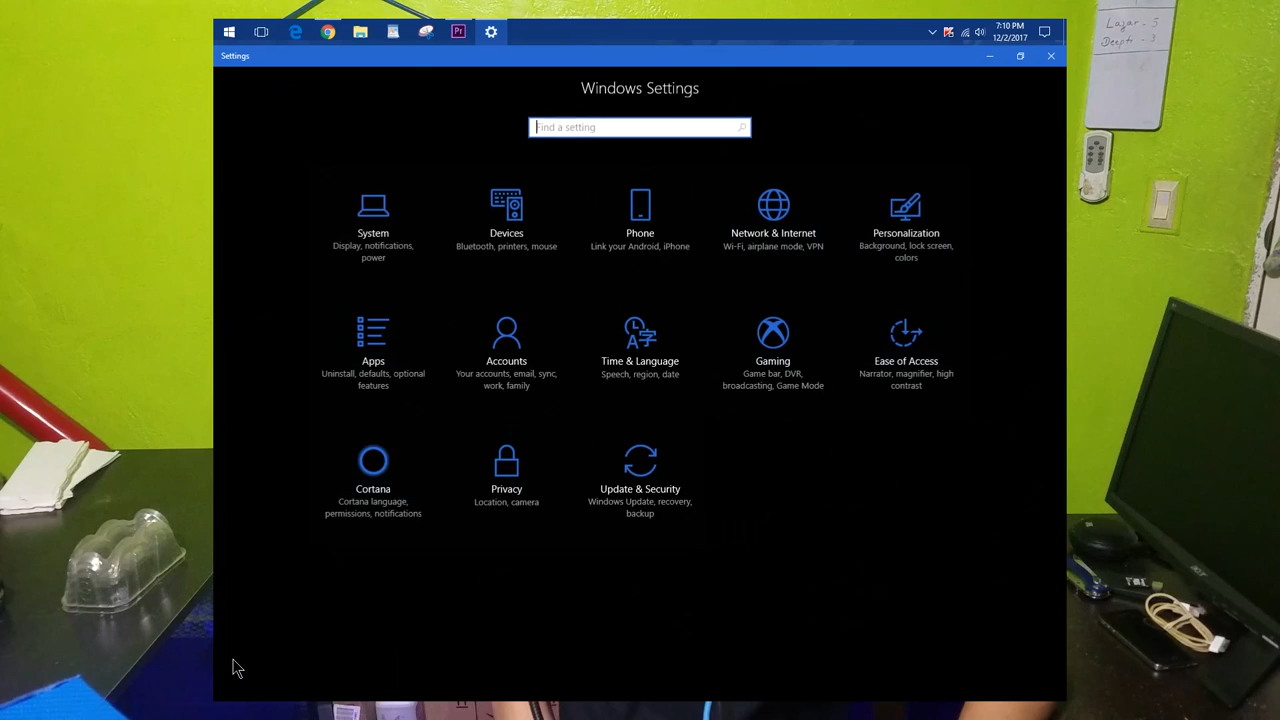 Lazar - 5
Deepti - 3
Pr
7:10 PM
12/2/2017
Settings
Windows Settings
Find a setting
System
Display, notifications,
power
Devices
Bluetooth, printers, mouse
Phone
Link your Android, iPhone
Network & Internet
Wi-Fi, airplane mode, VPN
Personalization
Background, lock screen,
colors
Apps
Uninstall, defaults, optional
features
Accounts
Your accounts, email, sync,
work, family
Time & Language
Speech, region, date
Gaming
Game bar, DVR,
broadcasting, Game Mode
Ease of Access
Narrator, magnifier, high
contrast
Cortana
Cortana language,
permissions, notifications
Privacy
Location, camera
Update & Security
Windows Update, recovery,
backup
acer